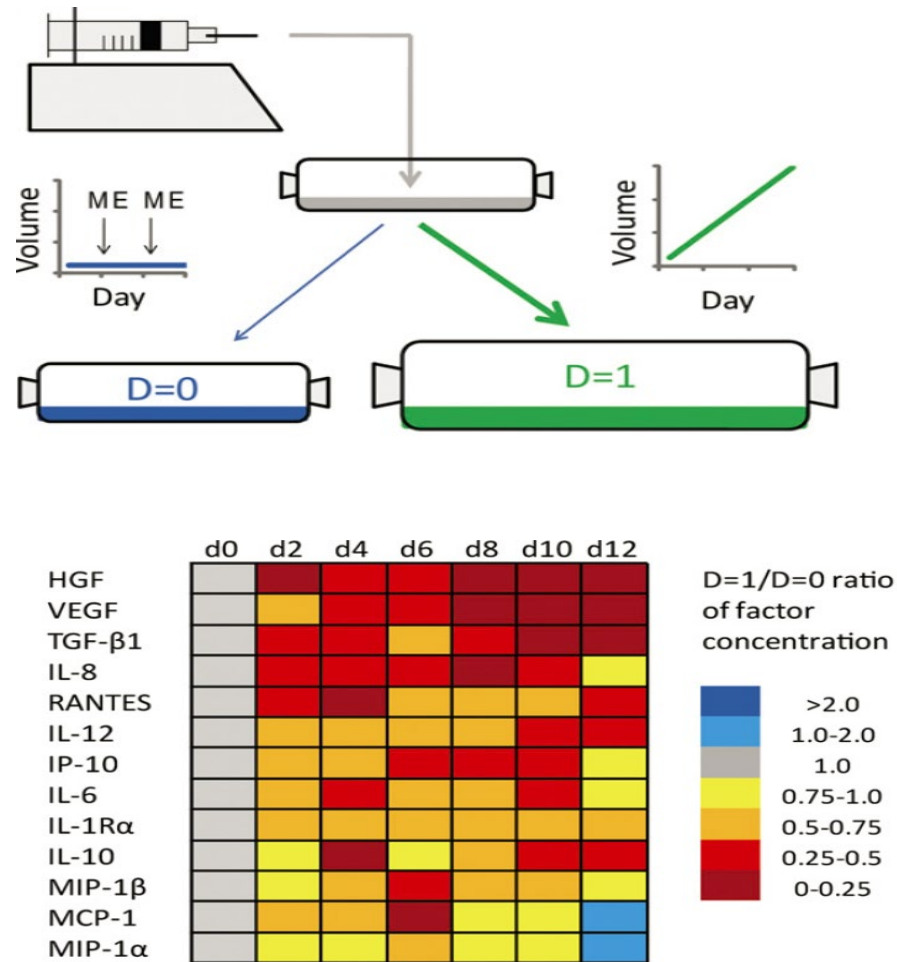 ME ME
Volume
Day
Volume
Day
D=0
D=1
d0 d2 d4 d6 d8 d10 d12
HGF
VEGF
TGF-β1
IL-8
RANTES
IL-12
IP-10
IL-6
IL-1Rα
IL-10
MIP-1β
MCP-1
MIP-1α
D=1/D=0 ratio
of factor
concentration
>2.0
1.0-2.0
1.0
0.75-1.0
0.5-0.75
0.25-0.5
0-0.25